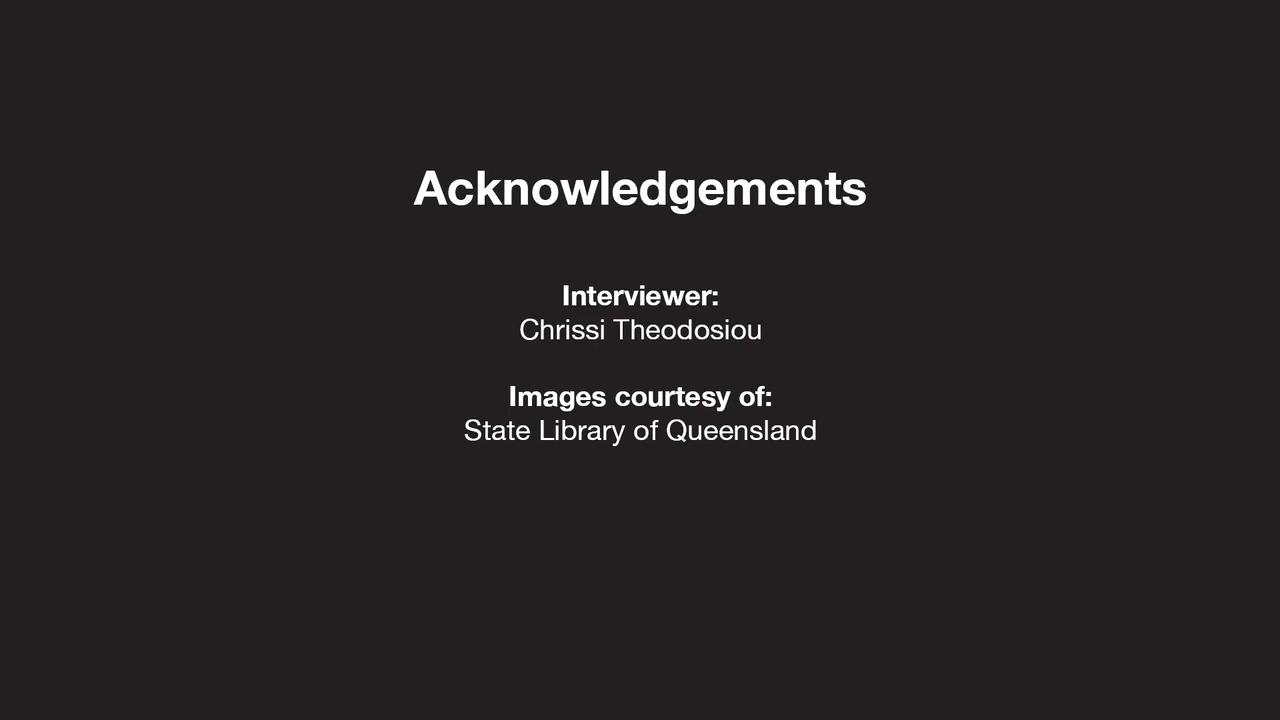 Acknowledgements
Interviewer:
Chrissi Theodosiou
Images courtesy of:
State Library of Queensland